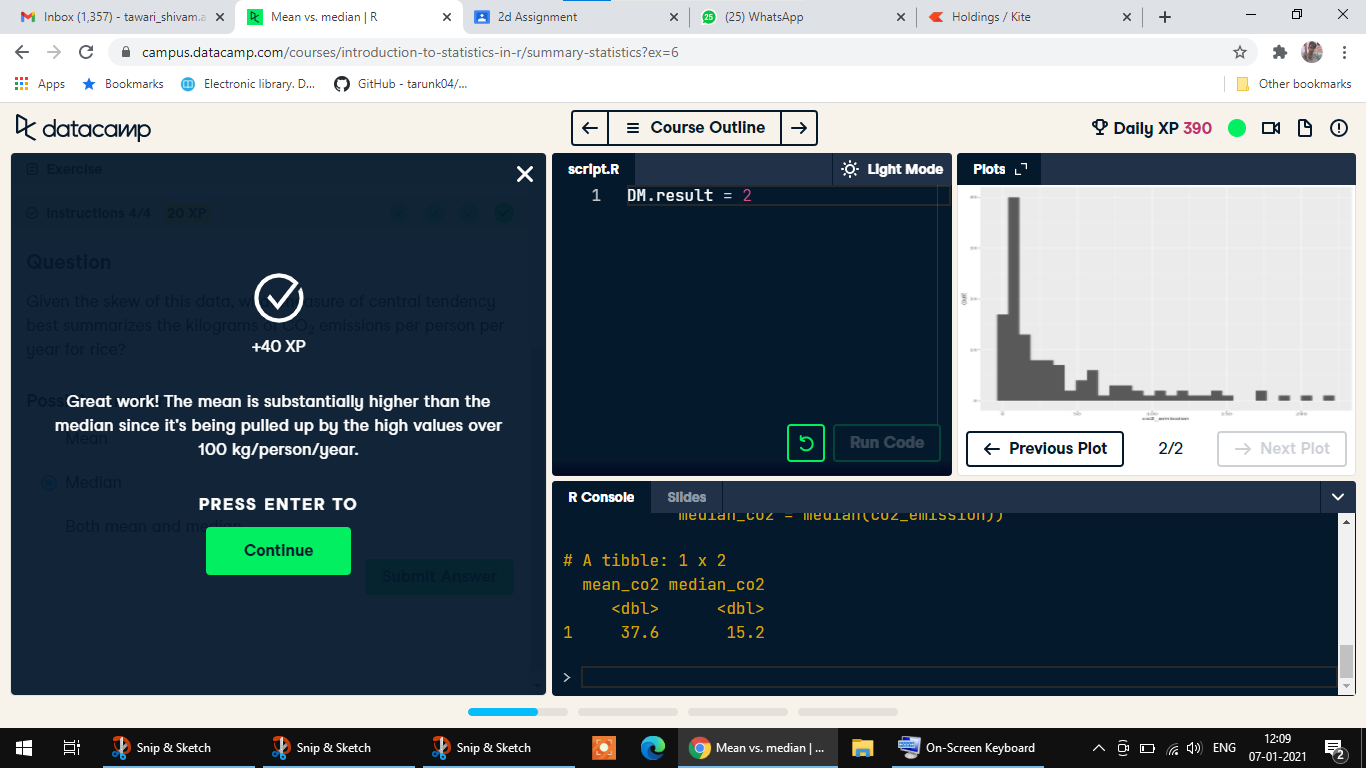 Inbox (1,357) - tawari_shivam.a
Mean vs. median | R
2d Assignment
25
(25) WhatsApp
Holdings / Kite
campus.datacamp.com/courses/introduction-to-statistics-in-r/summary-statistics?ex=6
Apps
Bookmarks
Electronic library. D...
GitHub - tarunk04/...
Other bookmarks
datacamp
Course Outline
Daily XP 390
Exercise
Instructions 4/4 20 XP
Question
Given the skew of this data, measure of central tendency
best summarizes the kilograms of CO2 emissions per person per
year for rice?
+40 XP
Great work! The mean is substantially higher than the
median since it's being pulled up by the high values over
100 kg/person/year.
Mean
Median
PRESS ENTER TO
Both mean and median
Continue
Submit Answer
script.R
Light Mode
1 DM.result = 2
Run Code
Plots
Previous Plot
2/2
Next Plot
R Console
Slides
median_co2 = median(co2_emission))
# A tibble: 1 x 2
mean_co2 median_co2
<dbl> <dbl>
1 37.6 15.2
>
Snip & Sketch
Snip & Sketch
Snip & Sketch
Mean vs. median | ...
On-Screen Keyboard
ENG
12:09
07-01-2021
2